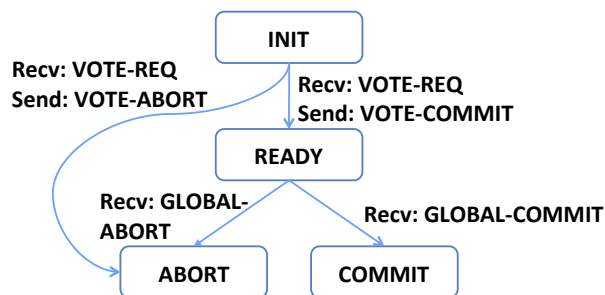 INIT
Recv: VOTE-REQ
Send: VOTE-ABORT
Recv: VOTE-REQ
Send: VOTE-COMMIT
READY
Recv: GLOBAL-
ABORT
Recv: GLOBAL-COMMIT
ABORT
COMMIT